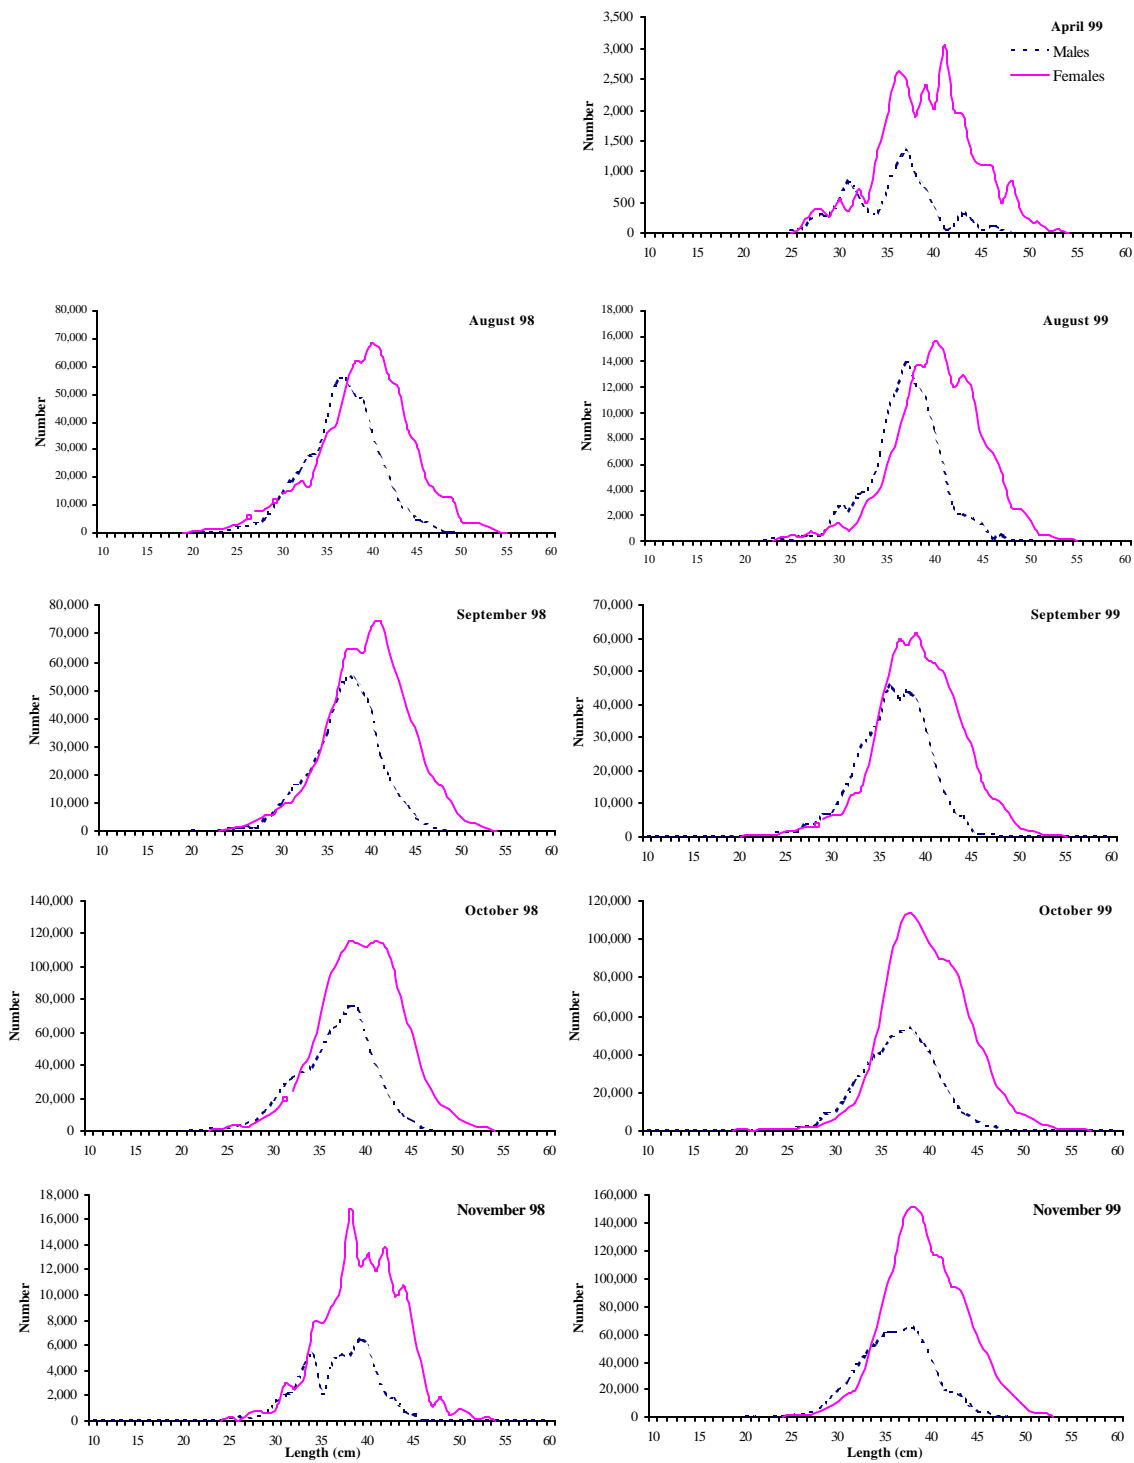 April 99
Males
Females
Number
3,500
3,000
2,500
2,000
1,500
1,000
500
0
10 15 20 25 30 35 40 45 50 55 60
August 98
Number
80,000
70,000
60,000
50,000
40,000
30,000
20,000
10,000
0
10 15 20 25 30 35 40 45 50 55 60
August 99
Number
18,000
16,000
14,000
12,000
10,000
8,000
6,000
4,000
2,000
0
10 15 20 25 30 35 40 45 50 55 60
September 98
Number
80,000
70,000
60,000
50,000
40,000
30,000
20,000
10,000
0
10 15 20 25 30 35 40 45 50 55 60
September 99
Number
70,000
60,000
50,000
40,000
30,000
20,000
10,000
0
10 15 20 25 30 35 40 45 50 55 60
October 98
Number
140,000
120,000
100,000
80,000
60,000
40,000
20,000
0
10 15 20 25 30 35 40 45 50 55 60
October 99
Number
120,000
100,000
80,000
60,000
40,000
20,000
0
10 15 20 25 30 35 40 45 50 55 60
November 98
Number
18,000
16,000
14,000
12,000
10,000
8,000
6,000
4,000
2,000
0
10 15 20 25 30 35 40 45 50 55 60
Length (cm)
November 99
Number
160,000
140,000
120,000
100,000
80,000
60,000
40,000
20,000
0
10 15 20 25 30 35 40 45 50 55 60
Length (cm)